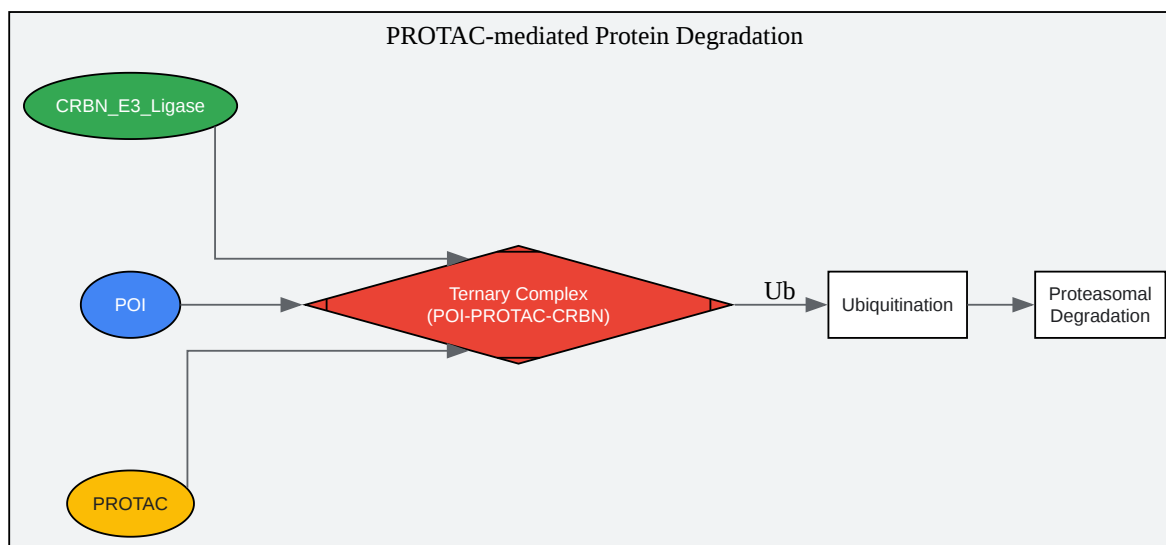 PROTAC-mediated Protein Degradation
CRBN_E3_Ligase
POI
Ternary Complex
(POI-PROTAC-CRBN)
Ub
Ubiquitination
Proteasomal
Degradation
PROTAC